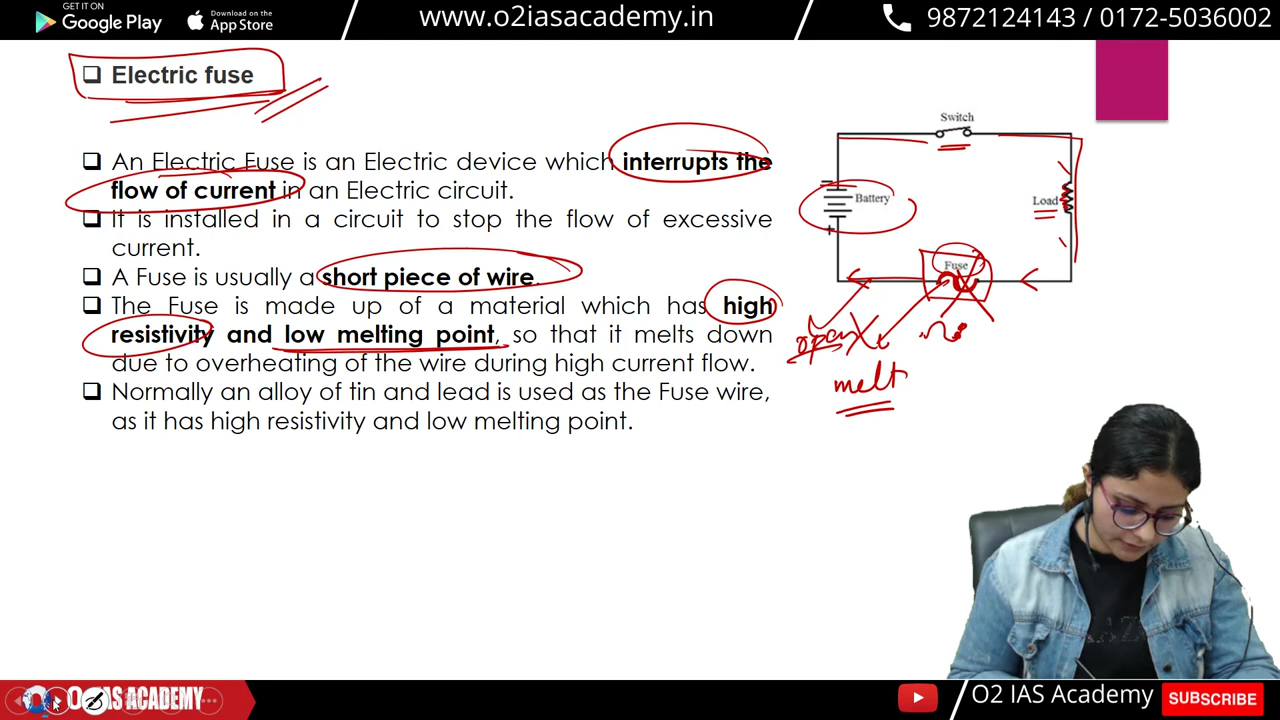 GET IT ON
Google Play
Download on the
App Store
www.o2iasacademy.in
9872124143 / 0172-5036002
Electric fuse
An Electric Fuse is an Electric device which interrupts the
flow of current in an Electric circuit.
It is installed in a circuit to stop the flow of excessive
current.
A Fuse is usually a short piece of wire.
The Fuse is made up of a material which has high
resistivity and low melting point, so that it melts down
due to overheating of the wire during high current flow.
Normally an alloy of tin and lead is used as the Fuse wire,
as it has high resistivity and low melting point.
Switch
Battery
Load
Fuse
open
melt
IAS ACADEMY
O2 IAS Academy
SUBSCRIBE